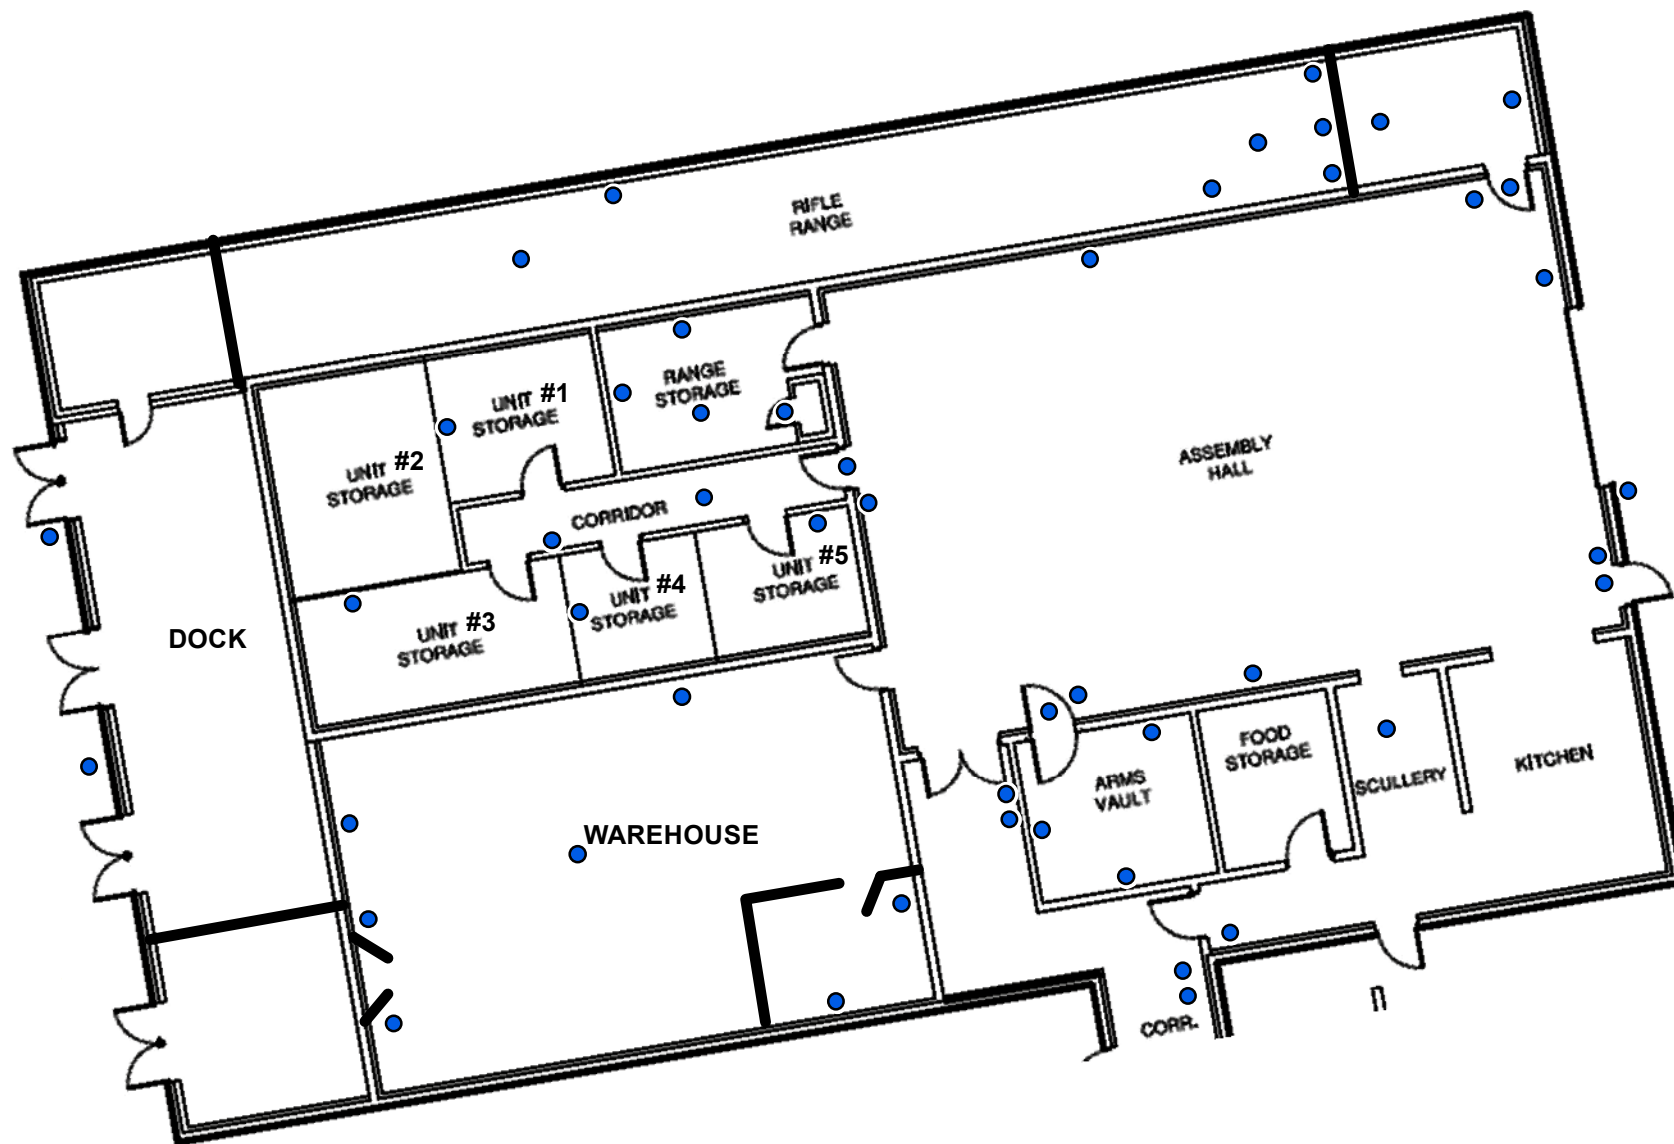 RIFLE
RANGE
RANGE
STORAGE
UNIT #1
STORAGE
UNIT #2
STORAGE
ASSEMBLY
HALL
CORRIDOR
UNIT #5
STORAGE
UNIT #4
STORAGE
UNIT #3
STORAGE
DOCK
FOOD
STORAGE
KITCHEN
SCULLERY
ARMS
VAULT
WAREHOUSE
CORR.